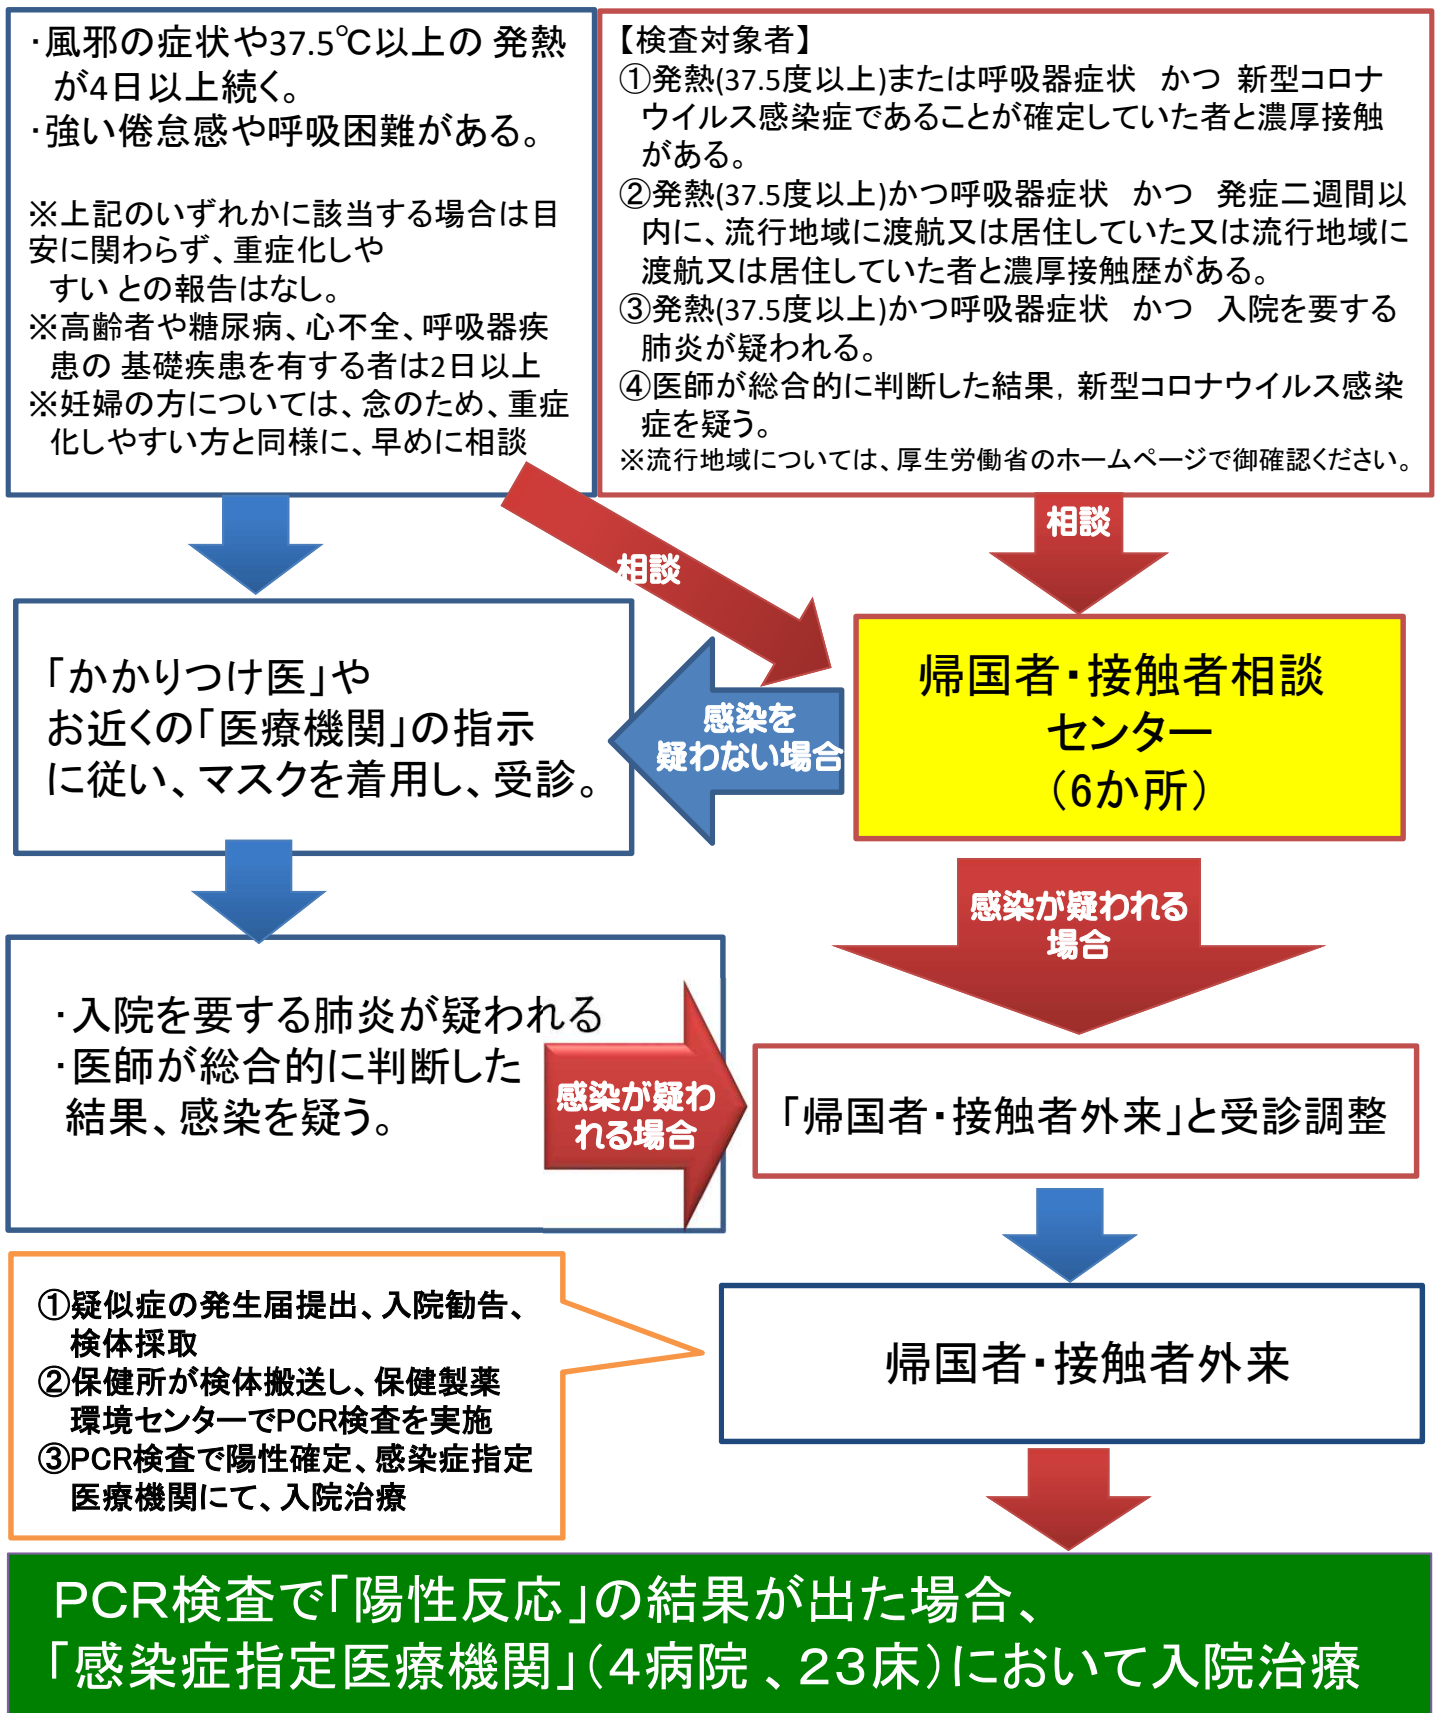 ･風邪の症状や37.5℃以上の 発熱
が4日以上続く。
･強い倦怠感や呼吸困難がある。
※上記のいずれかに該当する場合は目
安に関わらず、重症化しや
すい との報告はなし。
※高齢者や糖尿病、心不全、呼吸器疾
患の 基礎疾患を有する者は2日以上
※妊婦の方については、念のため、重症
化しやすい方と同様に、早めに相談
【検査対象者】
①発熱(37.5度以上)または呼吸器症状　かつ 新型コロナ
ウイルス感染症であることが確定していた者と濃厚接触
がある。
②発熱(37.5度以上)かつ呼吸器症状　かつ　発症二週間以
内に、流行地域に渡航又は居住していた又は流行地域に
渡航又は居住していた者と濃厚接触歴がある。
③発熱(37.5度以上)かつ呼吸器症状　かつ　入院を要する
肺炎が疑われる。
④医師が総合的に判断した結果，新型コロナウイルス感染
症を疑う。
※流行地域については、厚生労働省のホームページで御確認ください。
相談
相談
「かかりつけ医」や
お近くの「医療機関」の指示
に従い、マスクを着用し、受診。
感染を
疑わない場合
帰国者・接触者相談
センター
（6か所）
感染が疑われる
場合
･入院を要する肺炎が疑われる
･医師が総合的に判断した
結果、感染を疑う。
感染が疑わ
れる場合
「帰国者・接触者外来」と受診調整
①疑似症の発生届提出、入院勧告、
検体採取
②保健所が検体搬送し、保健製薬
環境センターでPCR検査を実施
③PCR検査で陽性確定、感染症指定
医療機関にて、入院治療
帰国者・接触者外来
ＰＣＲ検査で「陽性反応」の結果が出た場合、
「感染症指定医療機関」（４病院 、２３床）において入院治療